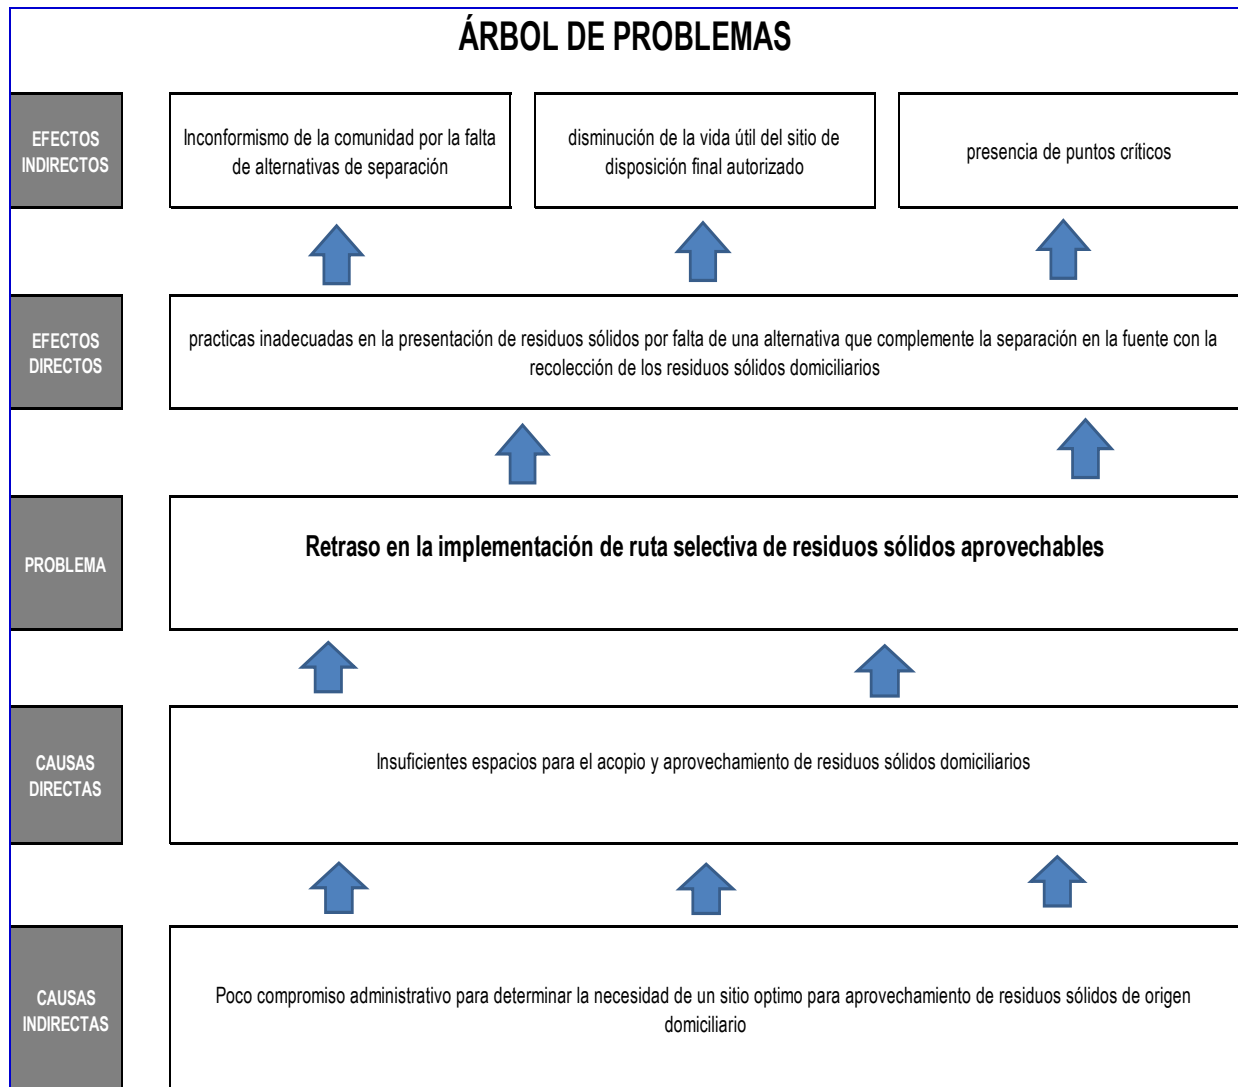 ÁRBOL DE PROBLEMAS
EFECTOS
INDIRECTOS
Inconformismo de la comunidad por la falta
de alternativas de separación
disminución de la vida útil del sitio de
disposición final autorizado
presencia de puntos críticos
EFECTOS
DIRECTOS
practicas inadecuadas en la presentación de residuos sólidos por falta de una alternativa que complemente la separación en la fuente con la
recolección de los residuos sólidos domiciliarios
PROBLEMA
Retraso en la implementación de ruta selectiva de residuos sólidos aprovechables
CAUSAS
DIRECTAS
Insuficientes espacios para el acopio y aprovechamiento de residuos sólidos domiciliarios
CAUSAS
INDIRECTAS
Poco compromiso administrativo para determinar la necesidad de un sitio optimo para aprovechamiento de residuos sólidos de origen
domiciliario